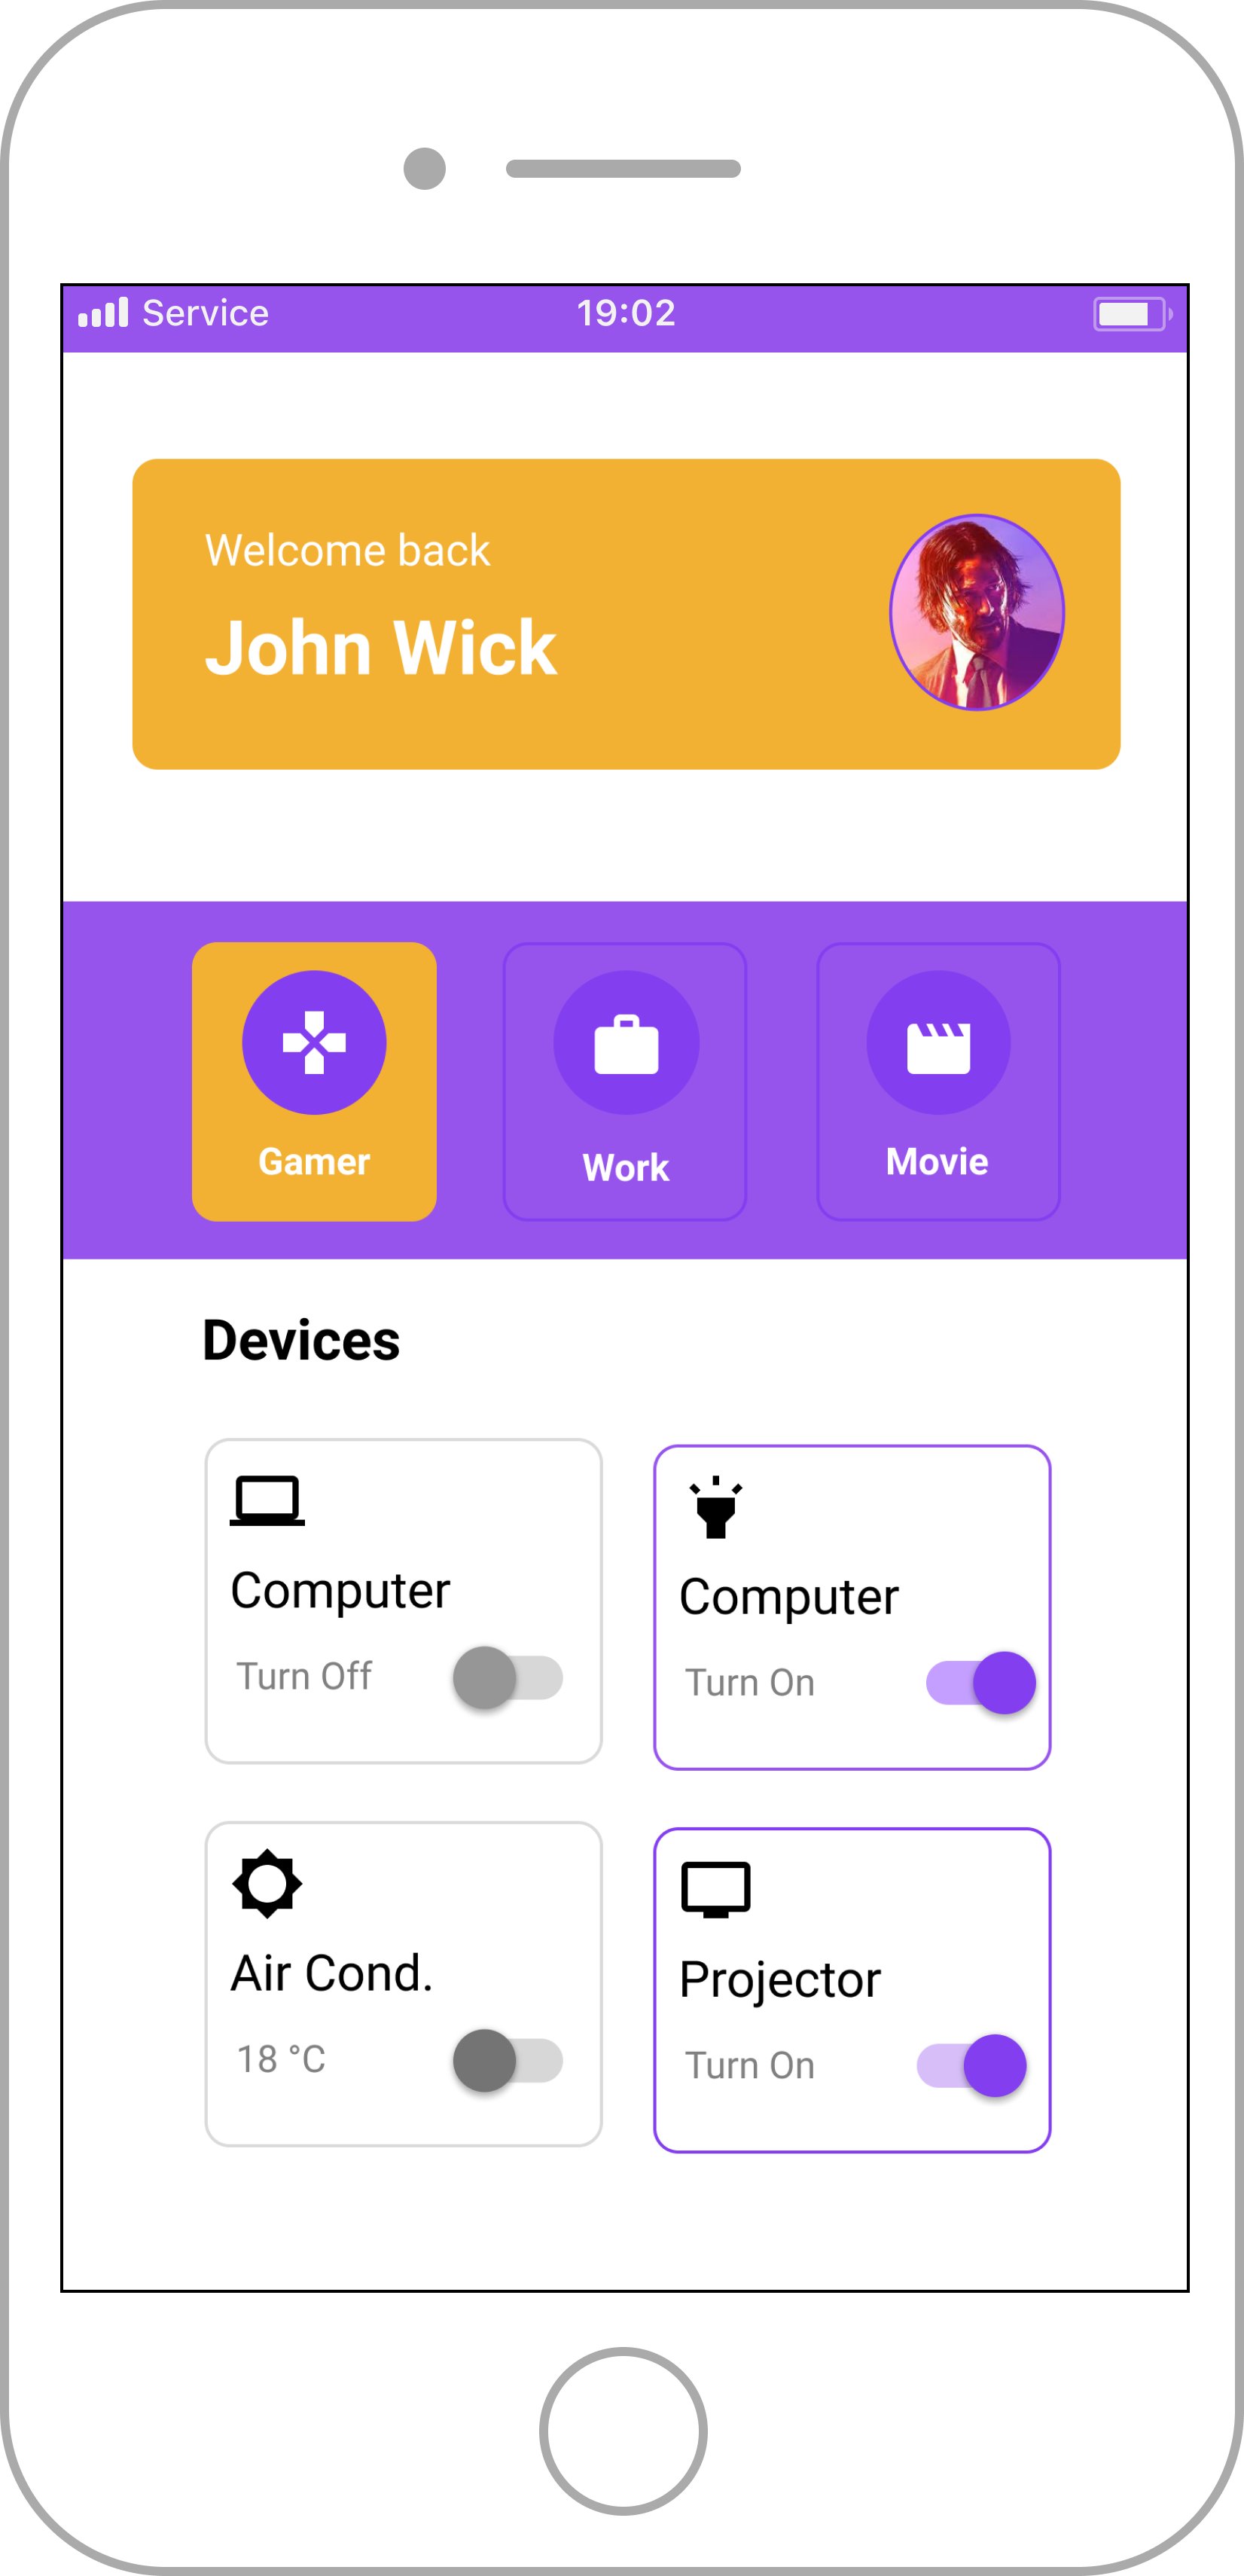 Service
19:02
Welcome back
John Wick
Gamer
Work
Movie
Devices
Computer
Turn Off
Computer
Turn On
Air Cond.
18 °C
Projector
Turn On